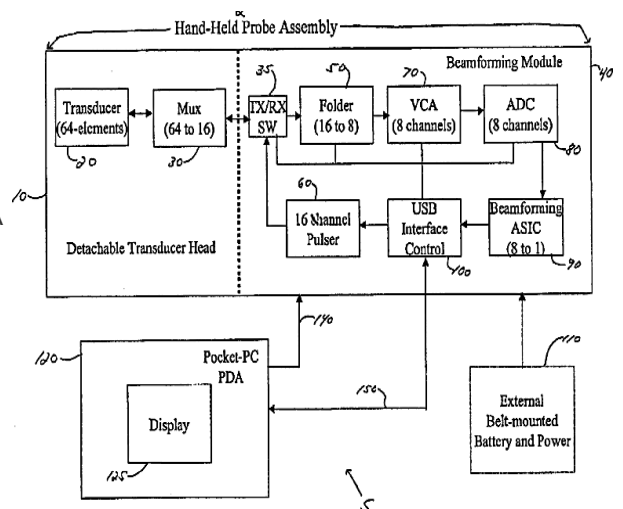 Hand-Held Probe Assembly
Beamforming Module
40
10
Transducer
(64-elements)
20
Mux
(64 to 16)
30
35
TX/RX
SW
50
Folder
(16 to 8)
70
VCA
(8 channels)
ADC
(8 channels)
80
60
16 Channel
Pulser
USB
Interface
Control
100
Beamforming
ASIC
(8 to 1)
90
Detachable Transducer Head
140
120
Pocket-PC
PDA
Display
125
150
110
External
Belt-mounted
Battery and Power
5